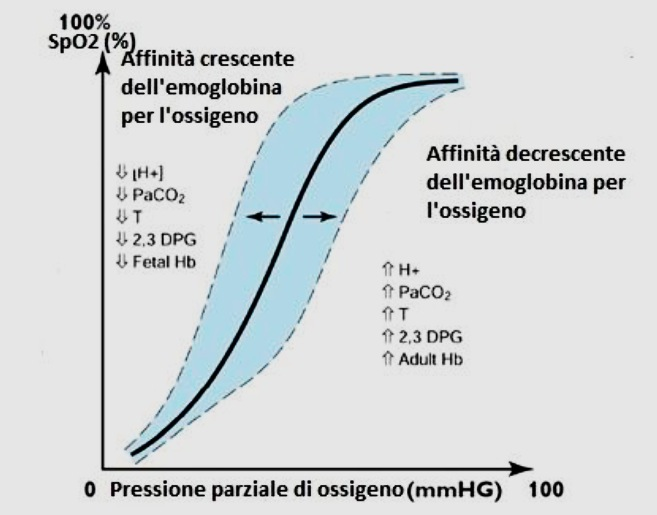 100%
SpO2 (%)
Affinità crescente
dell'emoglobina
per l'ossigeno
⇓ [H+]
⇓ PaCO₂
⇓ T
⇓ 2,3 DPG
⇓ Fetal Hb
Affinità decrescente
dell'emoglobina per
l'ossigeno
⇑ H+
⇑ PaCO₂
⇑ T
⇑ 2,3 DPG
⇑ Adult Hb
0 Pressione parziale di ossigeno (mmHG) 100